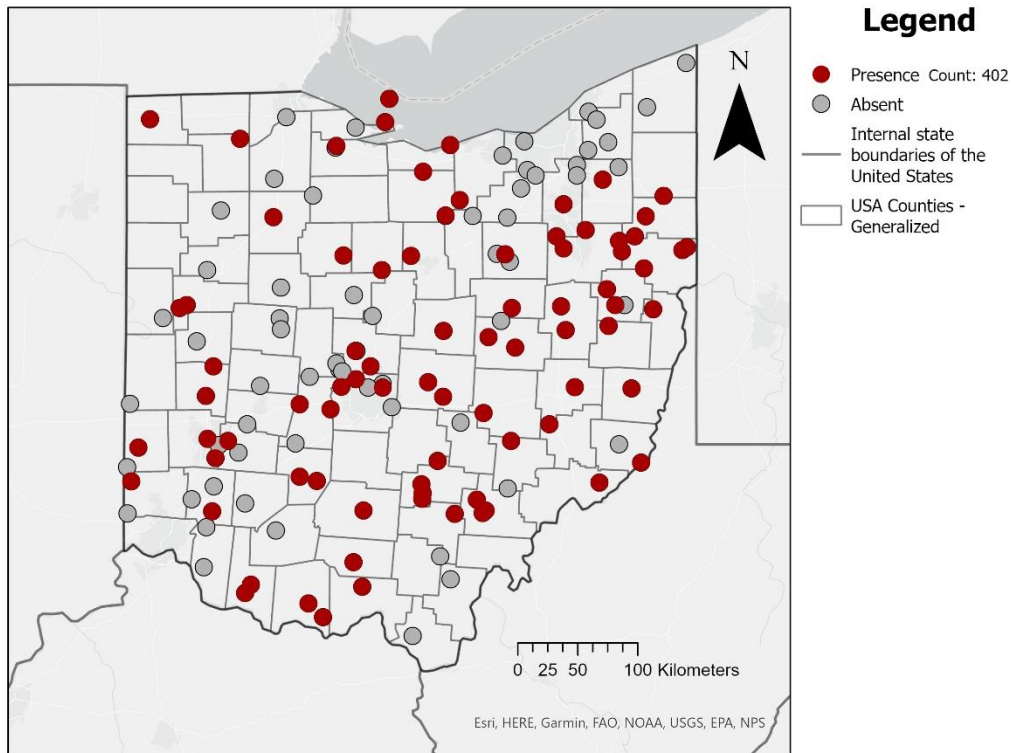 Legend
N
Presence Count: 402
Absent
Internal state
boundaries of the
United States
USA Counties -
Generalized
0 25 50 100 Kilometers
Esri, HERE, Garmin, FAO, NOAA, USGS, EPA, NPS